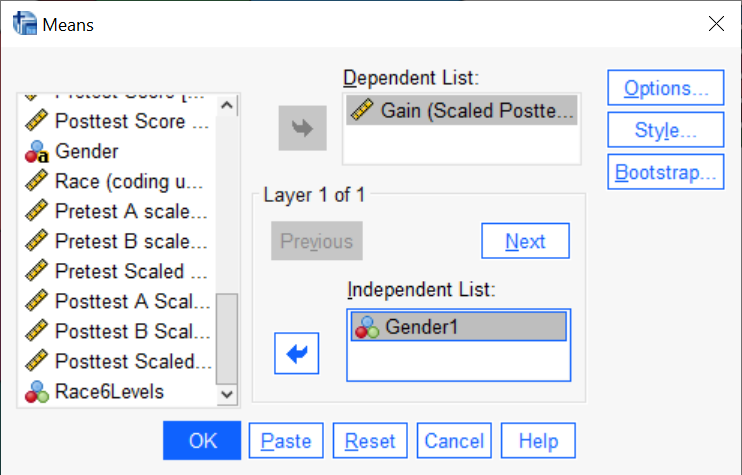 Means
Dependent List:
Pretest Score [...
Posttest Score ...
Gender
Race (coding u...
Pretest A scale...
Pretest B scale...
Pretest Scaled ...
Posttest A Scal...
Posttest B Scal...
Posttest Scaled...
Race6Levels
Gain (Scaled Postte...
Layer 1 of 1
Previous
Next
Independent List:
Gender1
Options...
Style...
Bootstrap...
OK
Paste
Reset
Cancel
Help